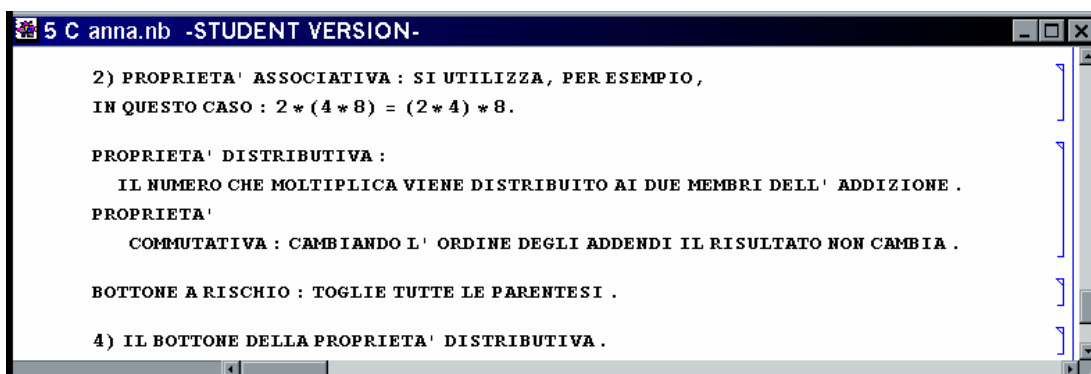 5 C anna.nb -STUDENT VERSION-
2) PROPRIETA' ASSOCIATIVA : SI UTILIZZA, PER ESEMPIO,
IN QUESTO CASO : 2 * (4 * 8) = (2 * 4) * 8.
PROPRIETA' DISTRIBUTIVA :
IL NUMERO CHE MOLTIPLICA VIENE DISTRIBUITO AI DUE MEMBRI DELL' ADDIZIONE .
PROPRIETA'
COMMUTATIVA : CAMBIANDO L' ORDINE DEGLI ADDENDI IL RISULTATO NON CAMBIA .
BOTTONE A RISCHIO : TOGLIE TUTTE LE PARENTESI .
4) IL BOTTONE DELLA PROPRIETA' DISTRIBUTIVA .